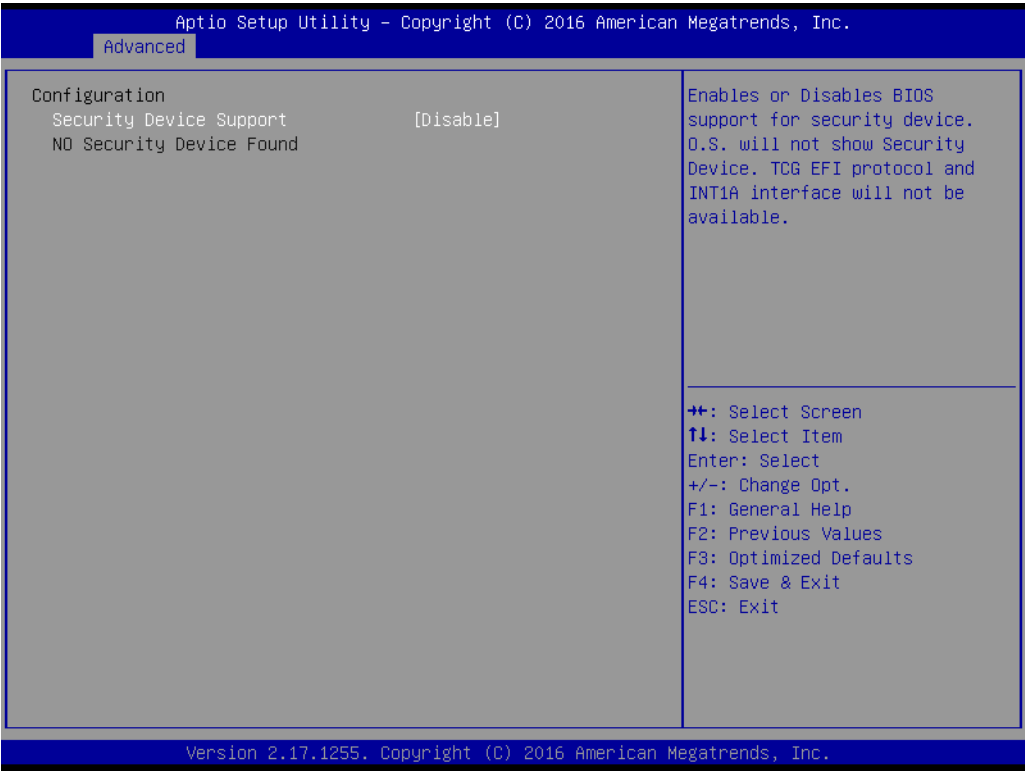 Aptio Setup Utility – Copyright (C) 2016 American Megatrends, Inc.
Advanced
Configuration
Security Device Support [Disable]
NO Security Device Found
Enables or Disables BIOS
support for security device.
O.S. will not show Security
Device. TCG EFI protocol and
INT1A interface will not be
available.
→←: Select Screen
↑↓: Select Item
Enter: Select
+/-: Change Opt.
F1: General Help
F2: Previous Values
F3: Optimized Defaults
F4: Save & Exit
ESC: Exit
Version 2.17.1255. Copyright (C) 2016 American Megatrends, Inc.